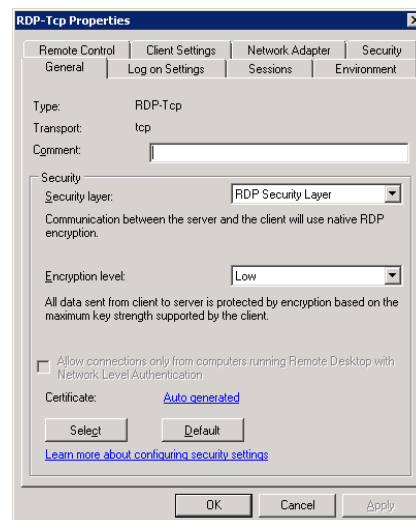 RDP-Tcp Properties
Remote Control Client Settings Network Adapter Security
General Log on Settings Sessions Environment
Type: RDP-Tcp
Transport: tcp
Comment:
Security
Security layer: RDP Security Layer
Communication between the server and the client will use native RDP
encryption.
Encryption level: Low
All data sent from client to server is protected by encryption based on the
maximum key strength supported by the client.
Allow connections only from computers running Remote Desktop with
Network Level Authentication
Certificate: Auto generated
Select Default
Learn more about configuring security settings
OK Cancel Apply